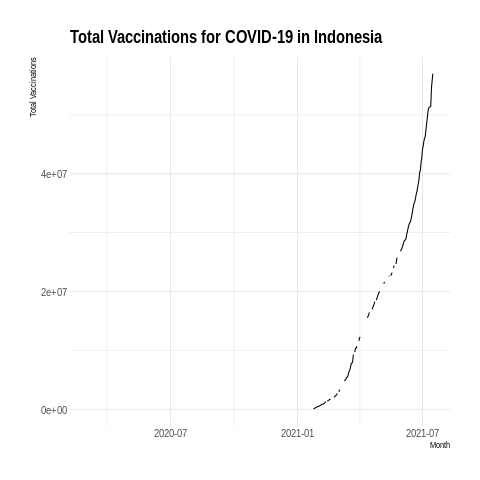 Total Vaccinations for COVID-19 in Indonesia
Total Vaccinations
4e+07
2e+07
0e+00
2020-07
2021-01
2021-07
Month